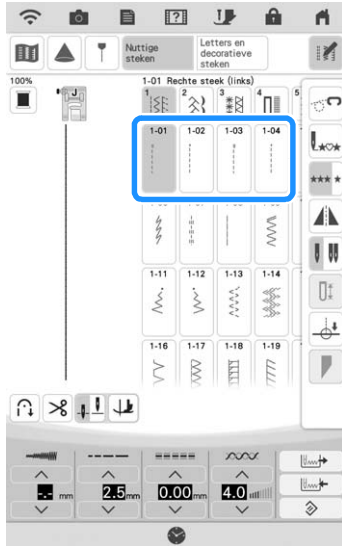 Nuttige
steken
Letters en
decoratieve
steken
100%
1-01 Rechte steek (links)
J
1 2 3 4 5
1-01 1-02 1-03 1-04
1-11 1-12 1-13 1-14
1-16 1-17 1-18 1-19
-.- mm 2.5 mm 0.00 mm 4.0